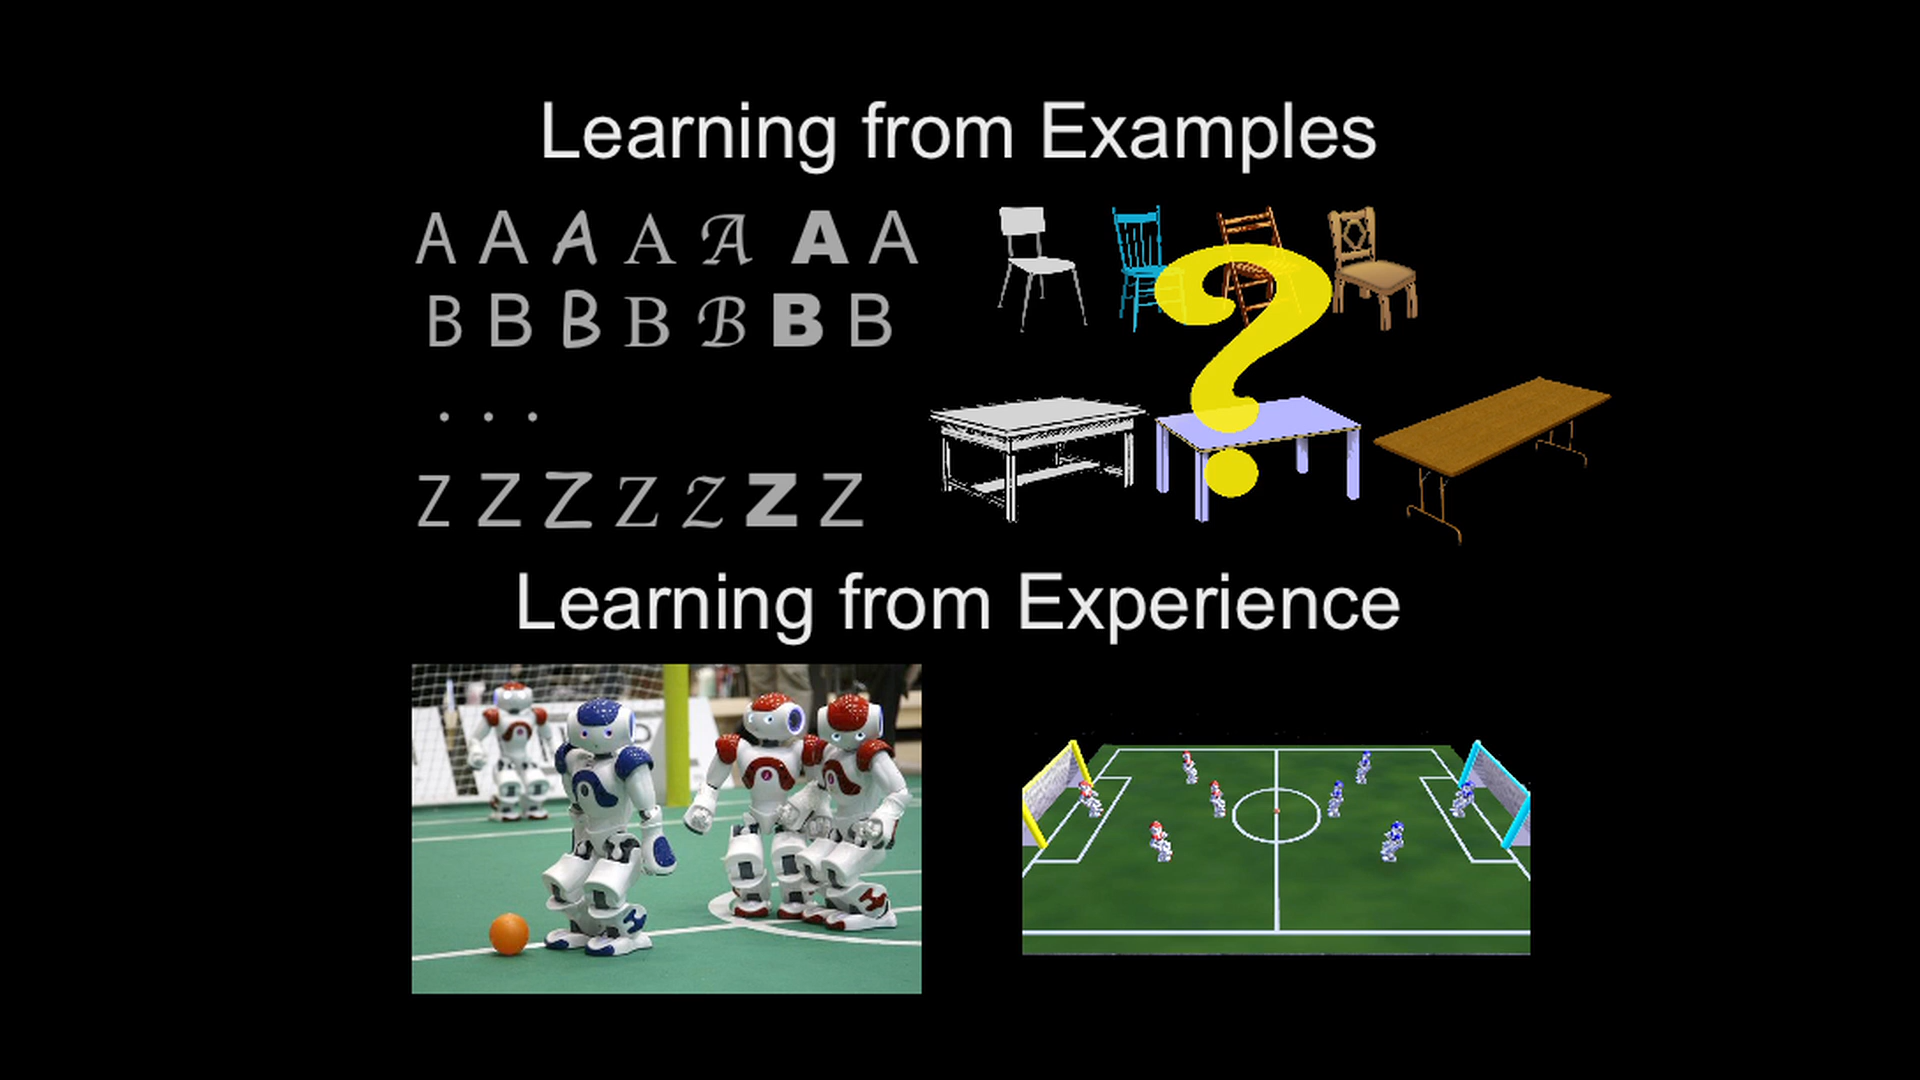 Learning from Examples
A A A A A A A
B B B B B B B
. . .
Z Z Z Z Z Z Z
?
Learning from Experience